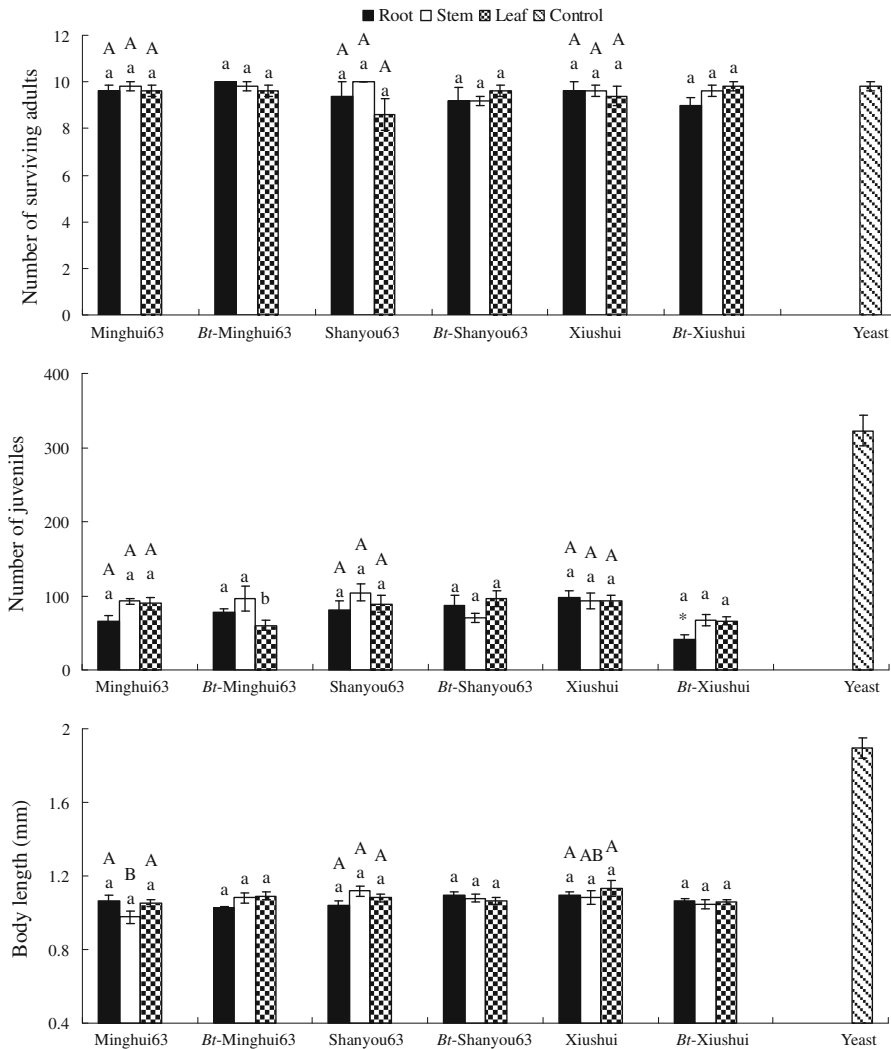 Root Stem Leaf Control
Number of surviving adults
12
10
8
6
4
2
0
A A A
a a a
a a a
A A A
a a a
a a a
A A A
a a a
a a a
Minghui63 Bt-Minghui63 Shanyou63 Bt-Shanyou63 Xiushui Bt-Xiushui Yeast
Number of juveniles
400
300
200
100
0
A A A
a a a
a a b
A A A
a a a
a a a
A A A
a a a
a a a
*
Minghui63 Bt-Minghui63 Shanyou63 Bt-Shanyou63 Xiushui Bt-Xiushui Yeast
Body length (mm)
2
1.6
1.2
0.8
0.4
A B A
a a a
a a a
A A A
a a a
a a a
A AB A
a a a
a a a
Minghui63 Bt-Minghui63 Shanyou63 Bt-Shanyou63 Xiushui Bt-Xiushui Yeast